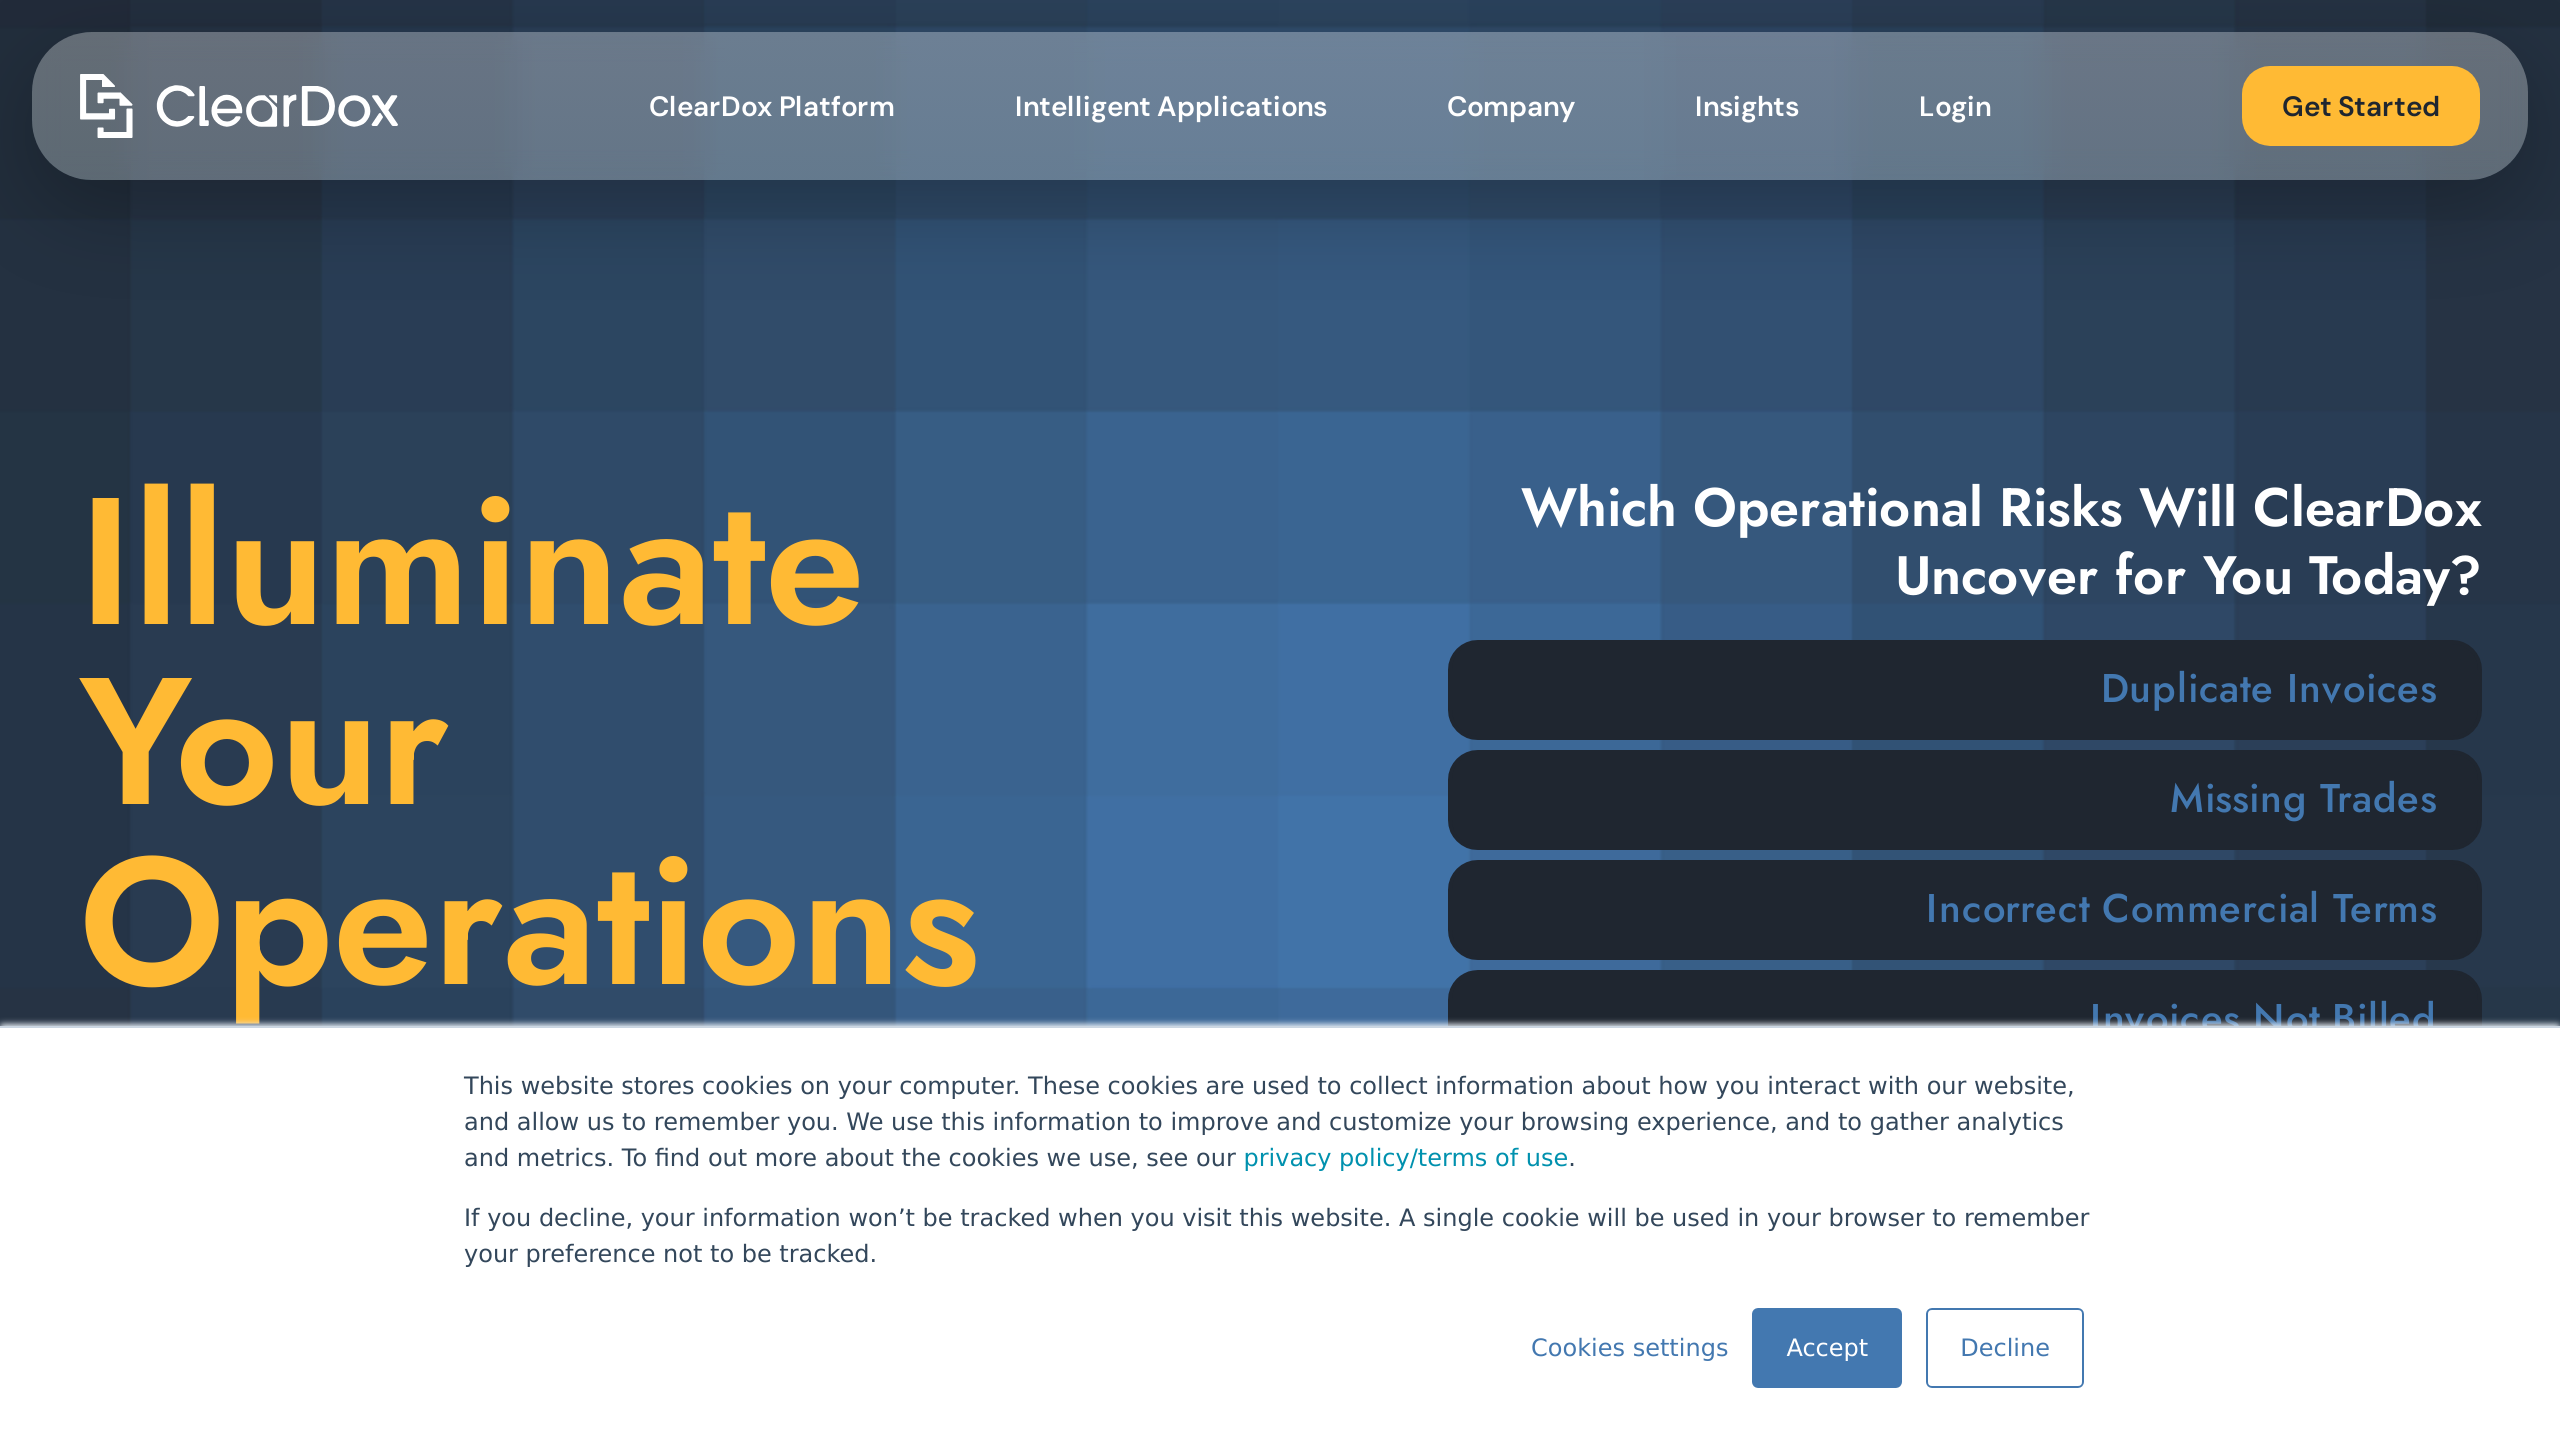 ClearDox
ClearDox Platform
Intelligent Applications
Company
Insights
Login
Get Started
Illuminate
Your
Operations
Which Operational Risks Will ClearDox
Uncover for You Today?
Duplicate Invoices
Missing Trades
Incorrect Commercial Terms
Invoices Not Billed
This website stores cookies on your computer. These cookies are used to collect information about how you interact with our website,
and allow us to remember you. We use this information to improve and customize your browsing experience, and to gather analytics
and metrics. To find out more about the cookies we use, see our privacy policy/terms of use.
If you decline, your information won’t be tracked when you visit this website. A single cookie will be used in your browser to remember
your preference not to be tracked.
Cookies settings
Accept
Decline